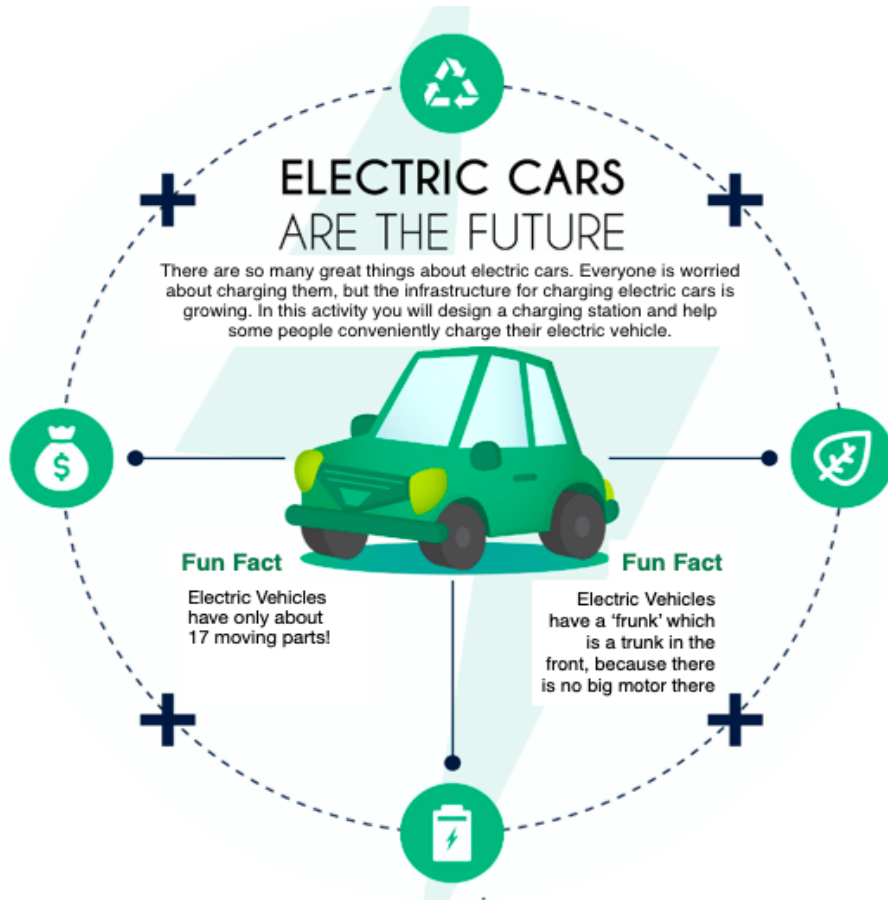 ELECTRIC CARS
ARE THE FUTURE
There are so many great things about electric cars. Everyone is worried
about charging them, but the infrastructure for charging electric cars is
growing. In this activity you will design a charging station and help
some people conveniently charge their electric vehicle.
$
Fun Fact
Electric Vehicles
have only about
17 moving parts!
Fun Fact
Electric Vehicles
have a ‘frunk’ which
is a trunk in the
front, because there
is no big motor there